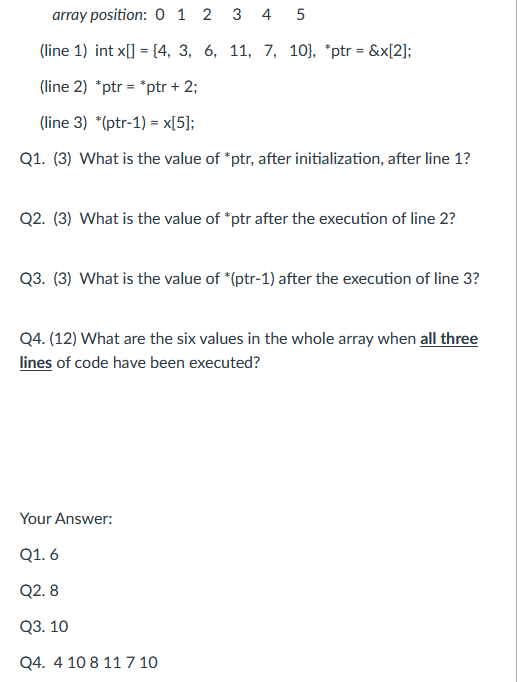 array position: 0 1 2 3 4 5
(line 1) int x[] = {4, 3, 6, 11, 7, 10}, *ptr = &x[2];
(line 2) *ptr = *ptr + 2;
(line 3) *(ptr-1) = x[5];
Q1. (3) What is the value of *ptr, after initialization, after line 1?
Q2. (3) What is the value of *ptr after the execution of line 2?
Q3. (3) What is the value of *(ptr-1) after the execution of line 3?
Q4. (12) What are the six values in the whole array when all three
lines of code have been executed?
Your Answer:
Q1. 6
Q2. 8
Q3. 10
Q4. 4 10 8 11 7 10